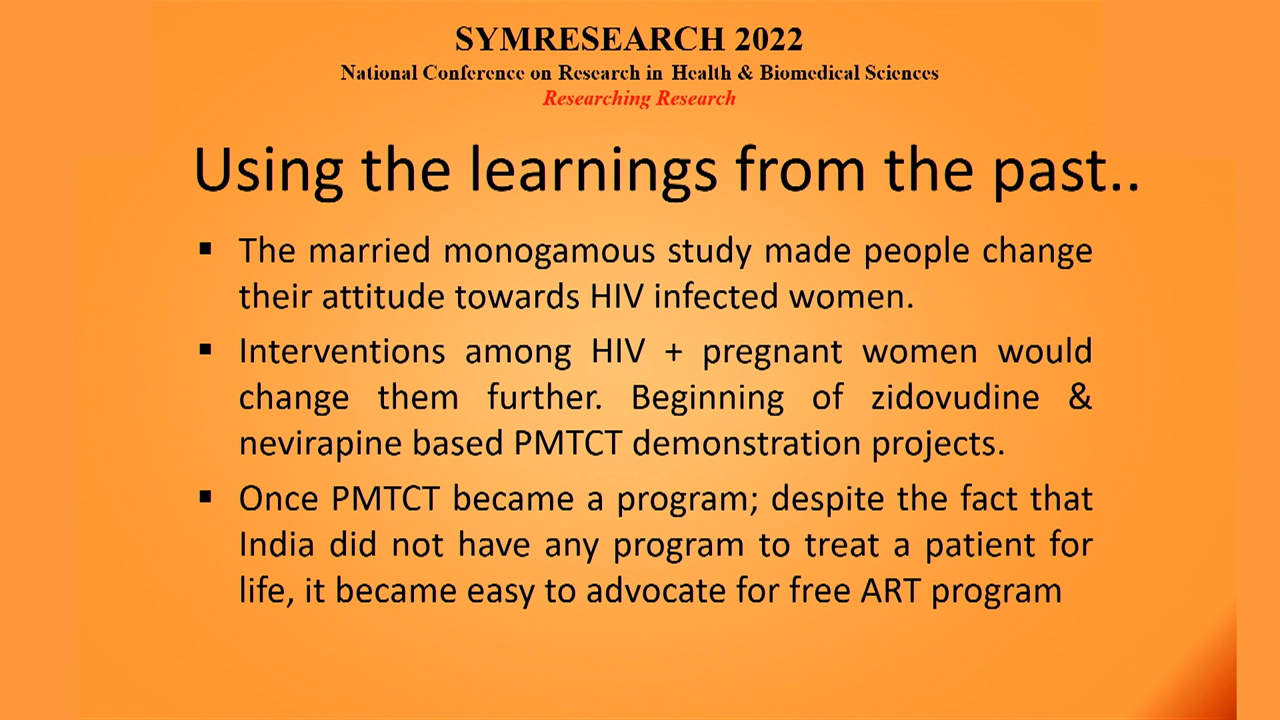 SYMRESEARCH 2022
National Conference on Research in Health & Biomedical Sciences
Researching Research
Using the learnings from the past..
▪ The married monogamous study made people change
their attitude towards HIV infected women.
▪ Interventions among HIV + pregnant women would
change them further. Beginning of zidovudine &
nevirapine based PMTCT demonstration projects.
▪ Once PMTCT became a program; despite the fact that
India did not have any program to treat a patient for
life, it became easy to advocate for free ART program